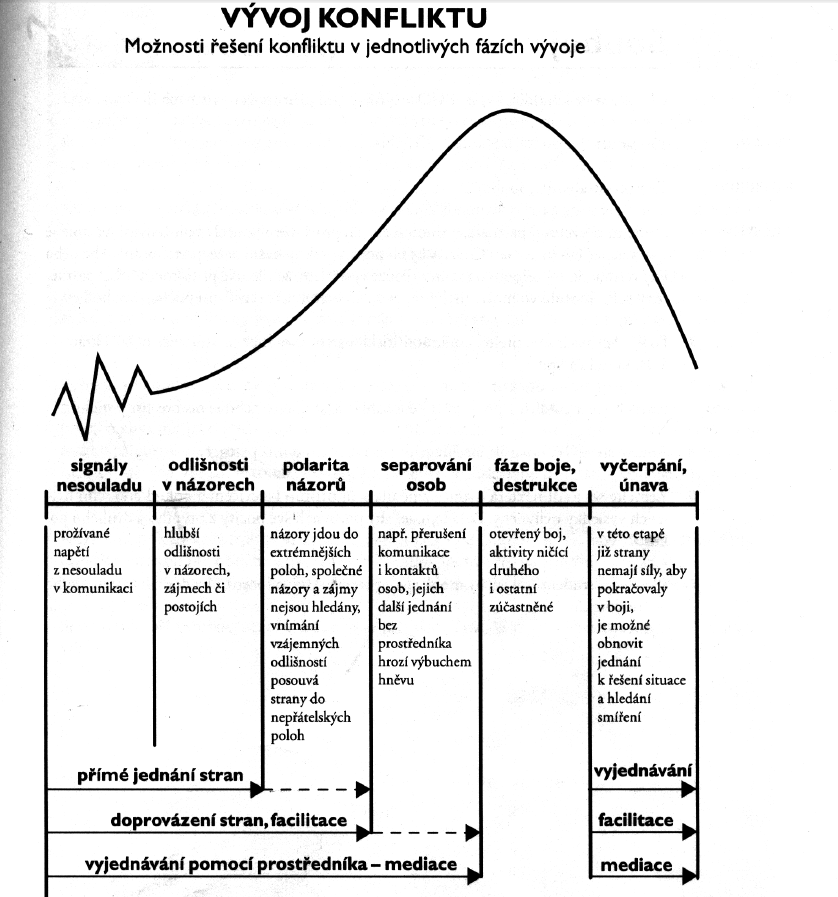 VÝVOJ KONFLIKTU
Možnosti řešení konfliktu v jednotlivých fázích vývoje
signály
nesouladu
odlišnosti
v názorech
polarita
názorů
separování
osob
fáze boje,
destrukce
vyčerpání,
únava
prožívané
napětí
z nesouladu
v komunikaci
hlubší
odlišnosti
v názorech,
zájmech či
postojích
názory jdou do
extrémnějších
poloh, společné
názory a zájmy
nejsou hledány,
vnímání
vzájemných
odlišností
posouvá
strany do
nepřátelských
poloh
např. přerušení
komunikace
i kontaktů
osob, jejich
další jednání
bez
prostředníka
hrozí výbuchem
hněvu
otevřený boj,
aktivity ničící
druhého
i ostatní
zúčastněné
v této etapě
již strany
nemají síly, aby
pokračovaly
v boji,
je možné
obnovit
jednání
k řešení situace
a hledání
smíření
přímé jednání stran
vyjednávání
doprovázení stran, facilitace
facilitace
vyjednávání pomocí prostředníka – mediace
mediace